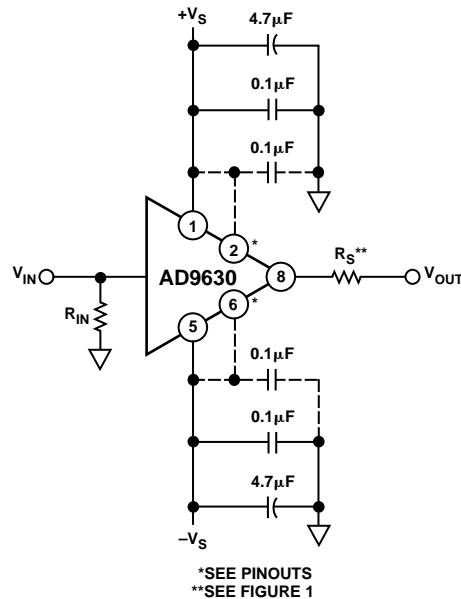 +VS
4.7µF
0.1µF
0.1µF
1
2 *
VIN
AD9630
8
RS**
VOUT
RIN
5
6 *
0.1µF
0.1µF
4.7µF
–VS
*SEE PINOUTS
**SEE FIGURE 1